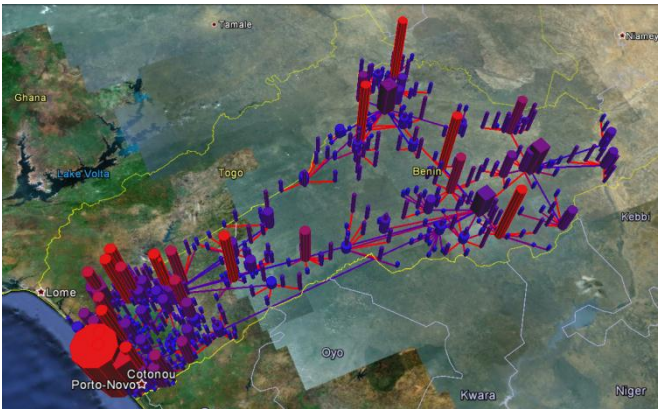 Tamale
Niamey
Ghana
Lake Volta
Togo
Benin
Kebbi
Lome
Oyo
Cotonou
Porto-Novo
Kwara
Niger